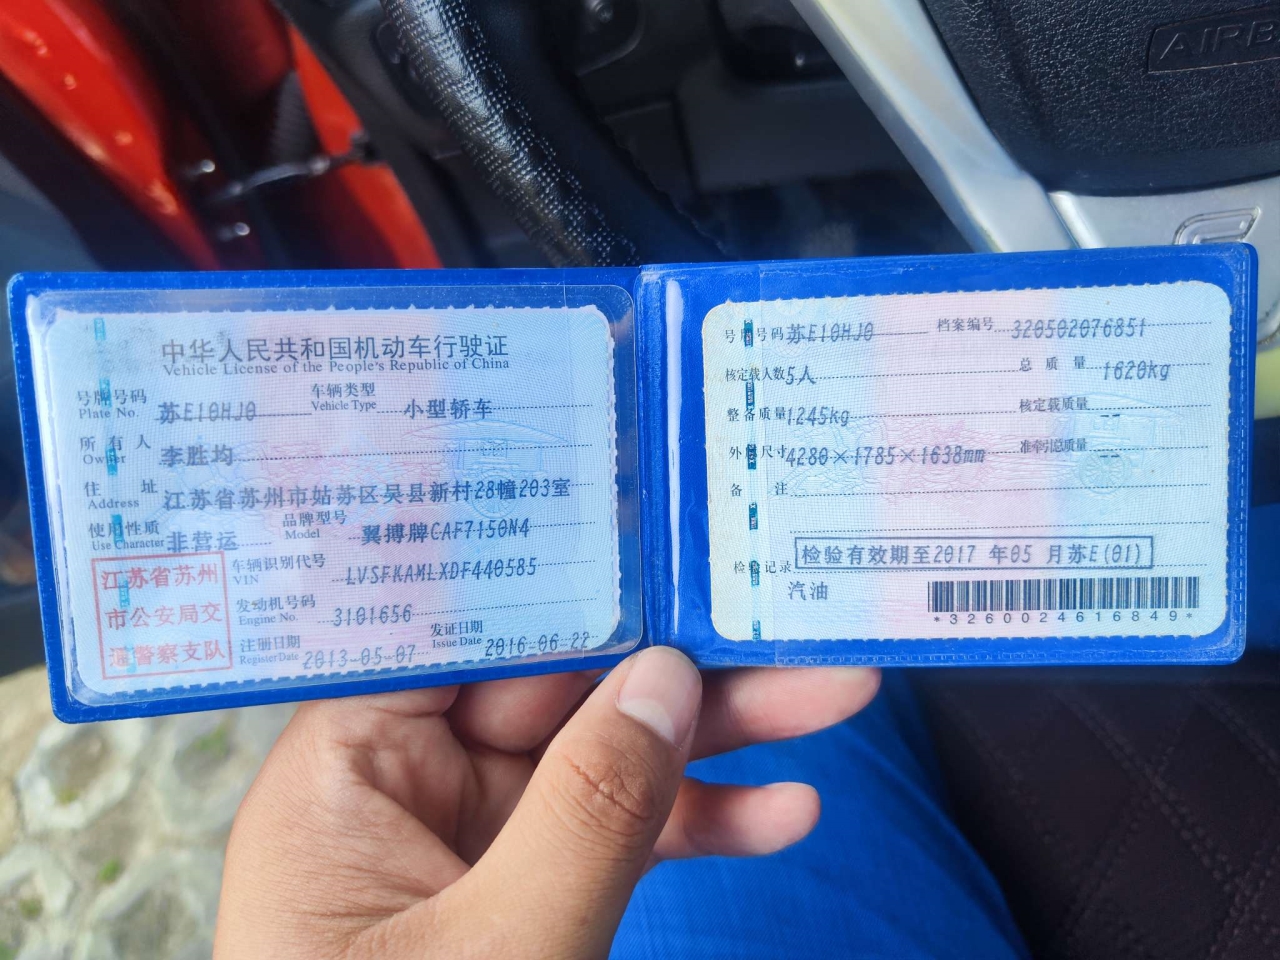 AIRB
中华人民共和国机动车行驶证
Vehicle License of the People's Republic of China
号牌号码 苏E10HJ0 车辆类型 小型轿车
Plate No. Vehicle Type
所有人 李胜均
Owner
住址 江苏省苏州市姑苏区吴县新村28幢203室
Address
使用性质 非营运 品牌型号 翼搏牌CAF7150N4
Use Character Model
江苏省苏州
市公安局交
通警察支队
车辆识别代号 LVSFKAMLXDF440585
VIN
发动机号码 3101656
Engine No.
注册日期 2013-05-07 发证日期 2016-06-22
Register Date Issue Date
号牌号码 苏E10HJ0 档案编号 320502076851
核定载人数 5人 总质量 1620kg
整备质量 1245kg 核定载质量 --
外廓尺寸 4280×1785×1638mm 准牵引总质量 --
备注
检验记录 检验有效期至2017 年05 月苏E(01)
汽油
*3260024616849*